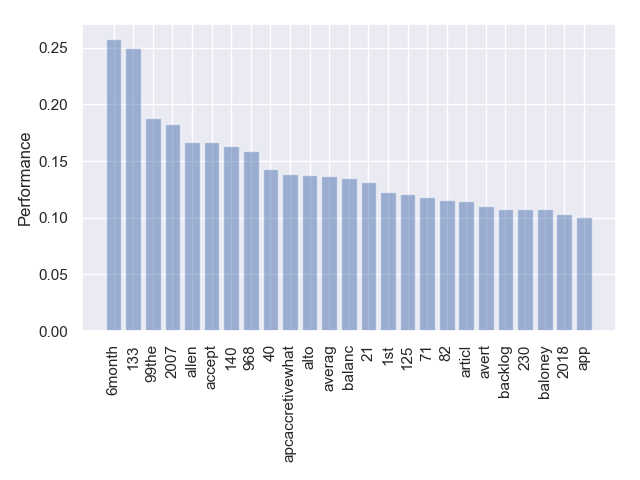 0.25
0.20
0.15
0.10
0.05
0.00
Performance
6month
133
99the
2007
allen
accept
140
968
40
apcaccretivewhat
alto
averag
balanc
21
1st
125
71
82
articl
avert
backlog
230
baloney
2018
app